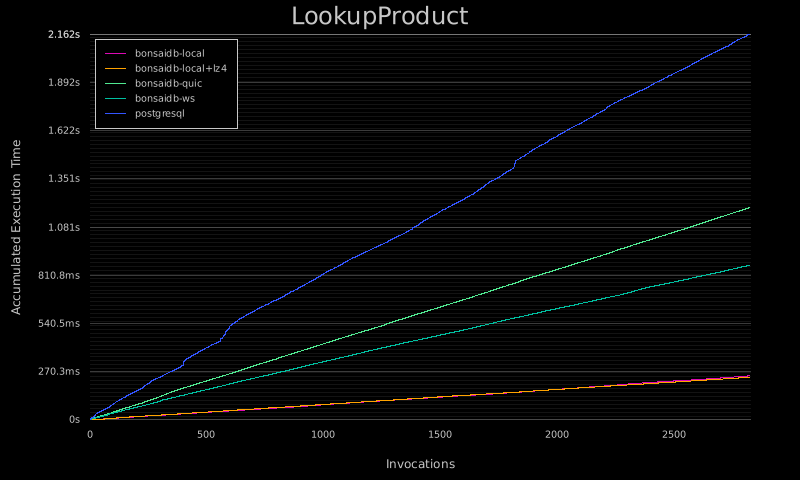 LookupProduct
2.162s
1.892s
1.622s
1.351s
1.081s
810.8ms
540.5ms
270.3ms
0s
Accumulated Execution Time
bonsaidb-local
bonsaidb-local+lz4
bonsaidb-quic
bonsaidb-ws
postgresql
0 500 1000 1500 2000 2500
Invocations